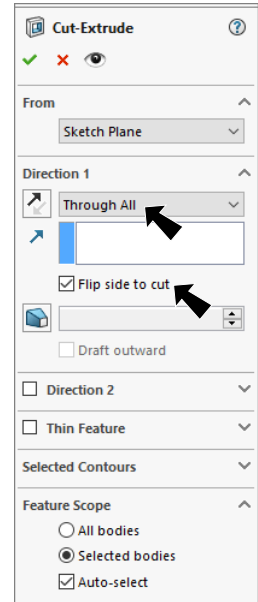 Cut-Extrude
From
Sketch Plane
Direction 1
Through All
Flip side to cut
Draft outward
Direction 2
Thin Feature
Selected Contours
Feature Scope
All bodies
Selected bodies
Auto-select